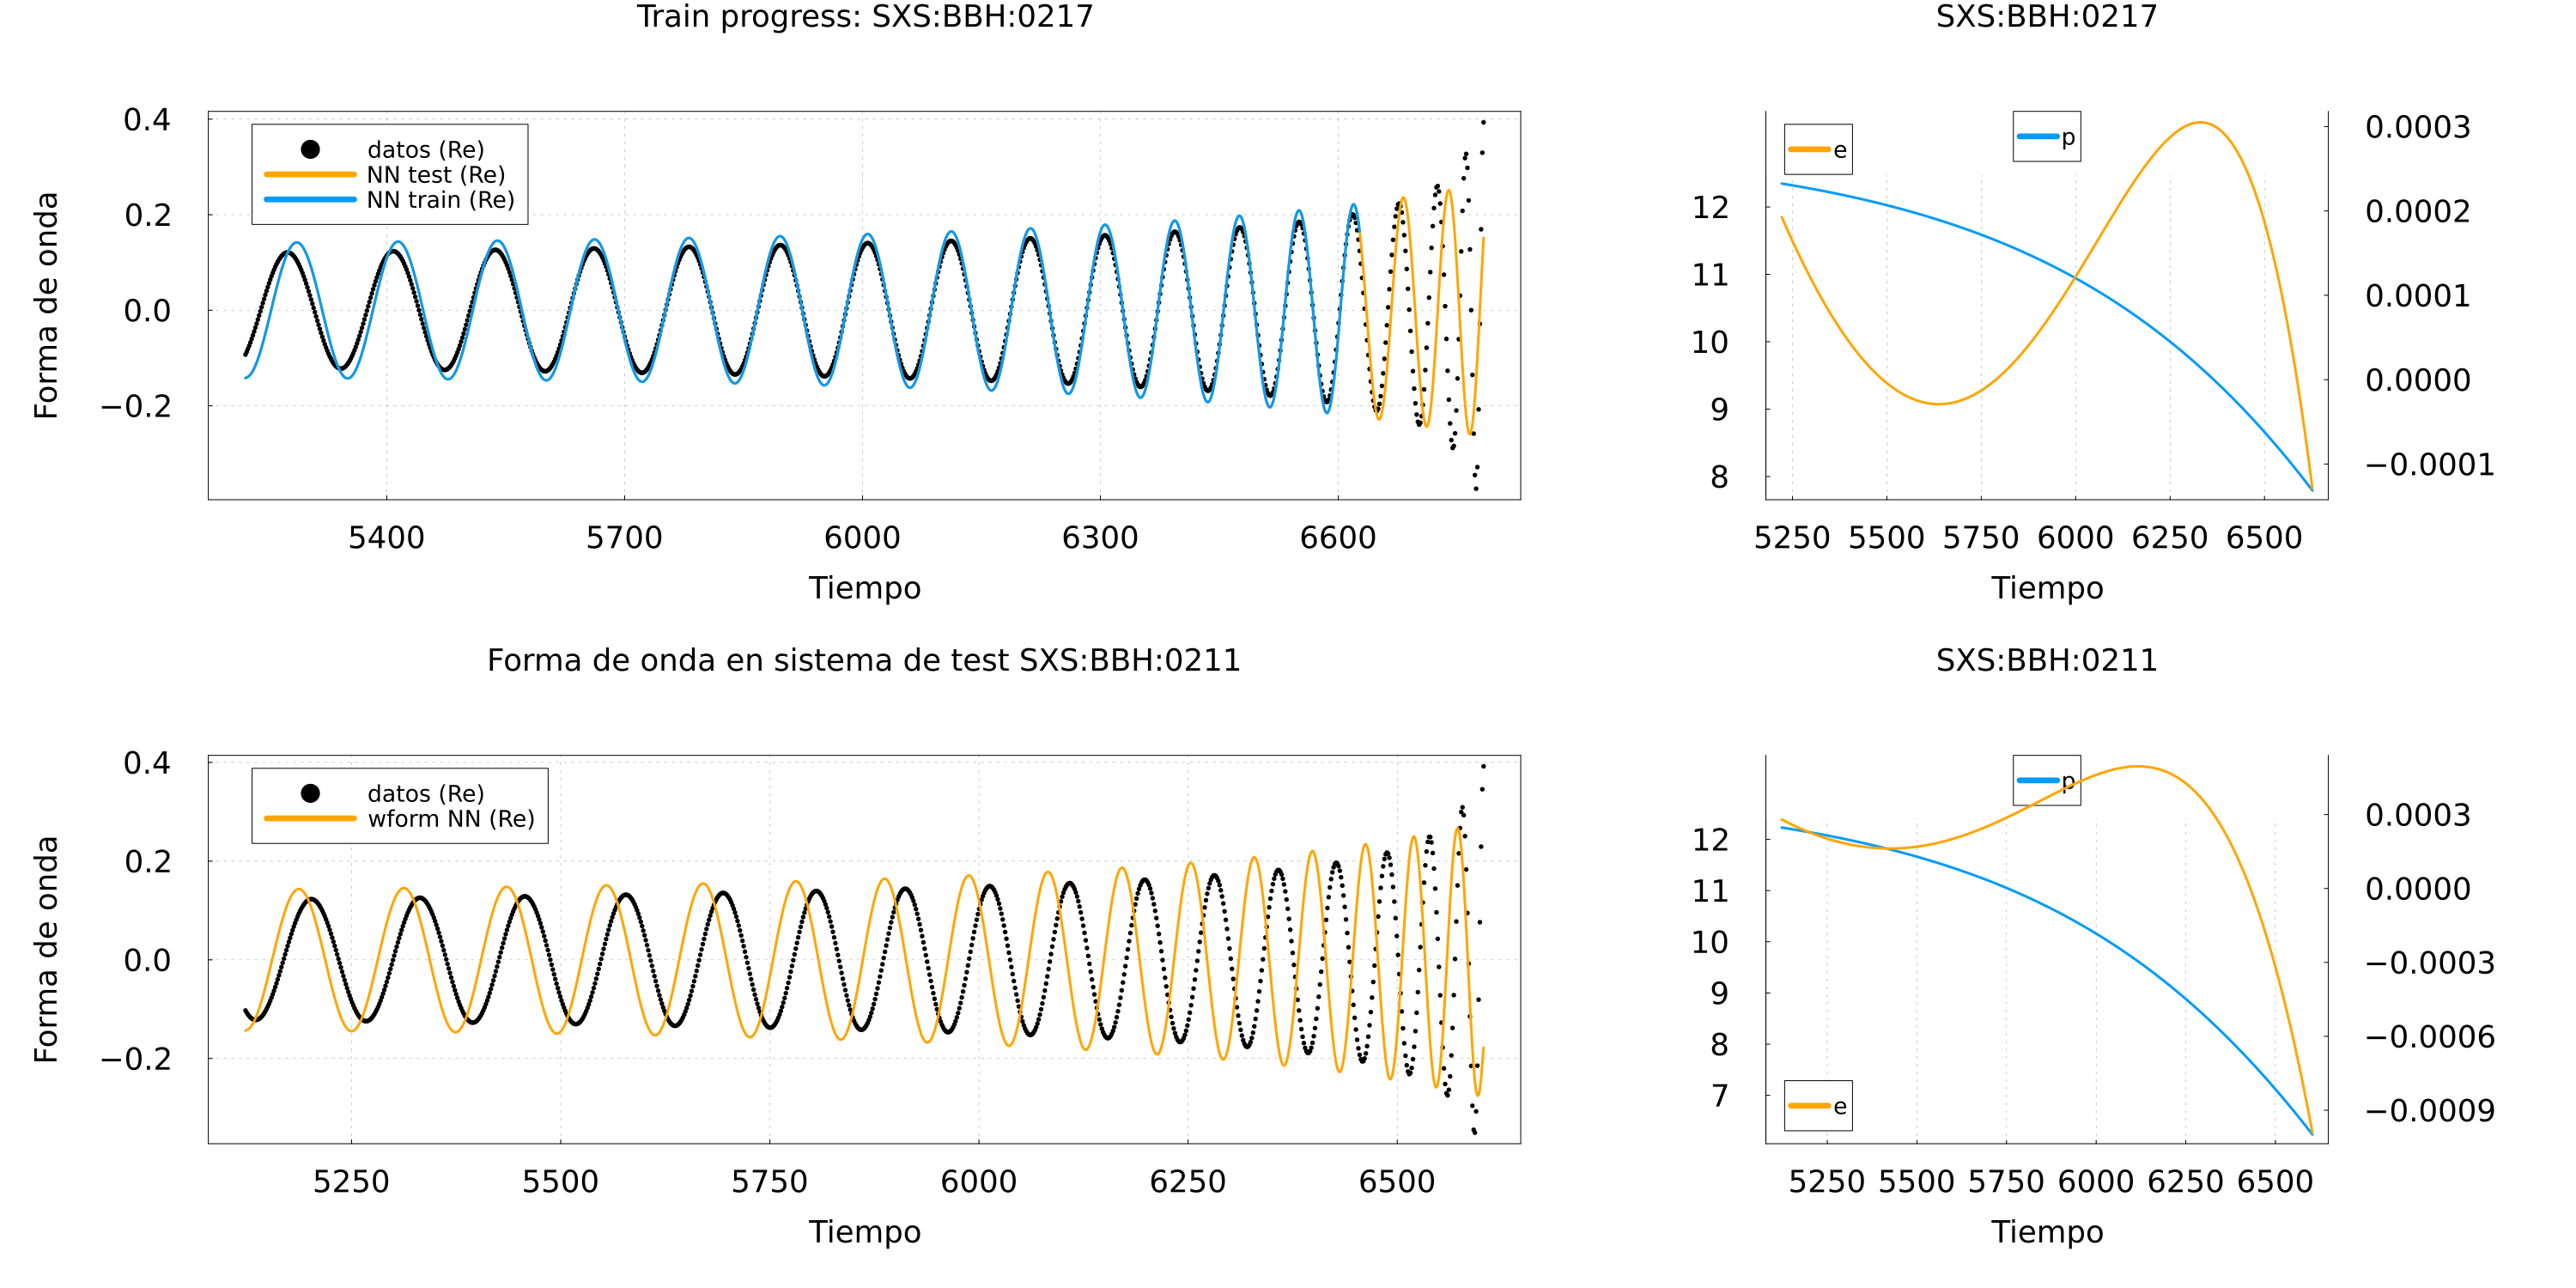 Train progress: SXS:BBH:0217
Forma de onda
0.4
0.2
0.0
−0.2
datos (Re)
NN test (Re)
NN train (Re)
5400 5700 6000 6300 6600
Tiempo
SXS:BBH:0217
e
p
12
11
10
9
8
0.0003
0.0002
0.0001
0.0000
−0.0001
5250 5500 5750 6000 6250 6500
Tiempo
Forma de onda en sistema de test SXS:BBH:0211
Forma de onda
0.4
0.2
0.0
−0.2
datos (Re)
wform NN (Re)
5250 5500 5750 6000 6250 6500
Tiempo
SXS:BBH:0211
p
12
11
10
9
8
7
e
0.0003
0.0000
−0.0003
−0.0006
−0.0009
5250 5500 5750 6000 6250 6500
Tiempo